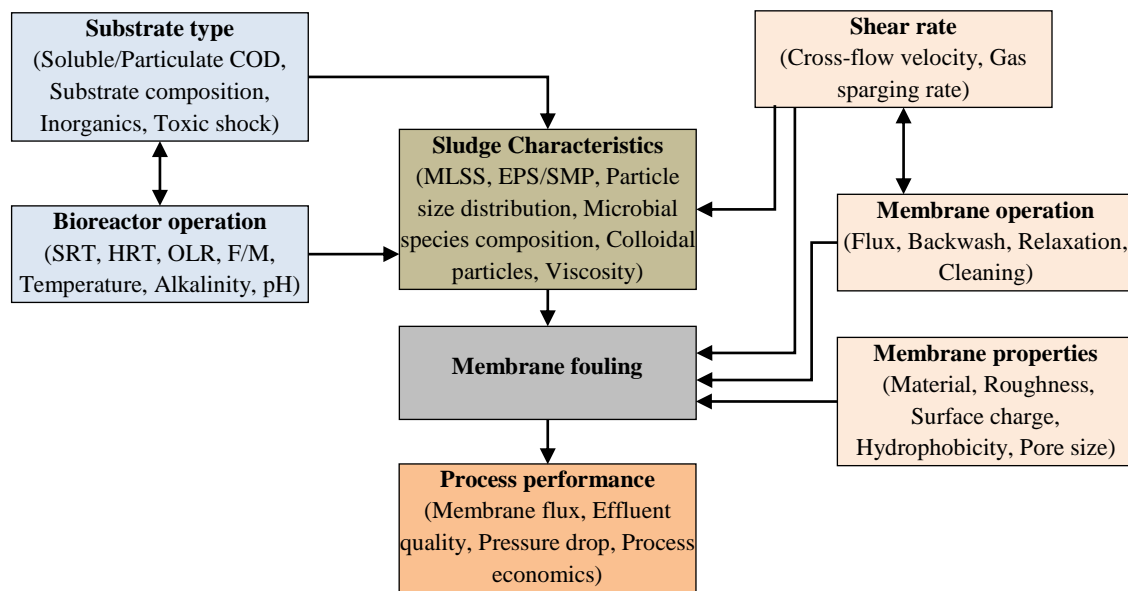 Substrate type
(Soluble/Particulate COD,
Substrate composition,
Inorganics, Toxic shock)
Shear rate
(Cross-flow velocity, Gas
sparging rate)
Sludge Characteristics
(MLSS, EPS/SMP, Particle
size distribution, Microbial
species composition, Colloidal
particles, Viscosity)
Bioreactor operation
(SRT, HRT, OLR, F/M,
Temperature, Alkalinity, pH)
Membrane operation
(Flux, Backwash, Relaxation,
Cleaning)
Membrane fouling
Membrane properties
(Material, Roughness,
Surface charge,
Hydrophobicity, Pore size)
Process performance
(Membrane flux, Effluent
quality, Pressure drop, Process
economics)